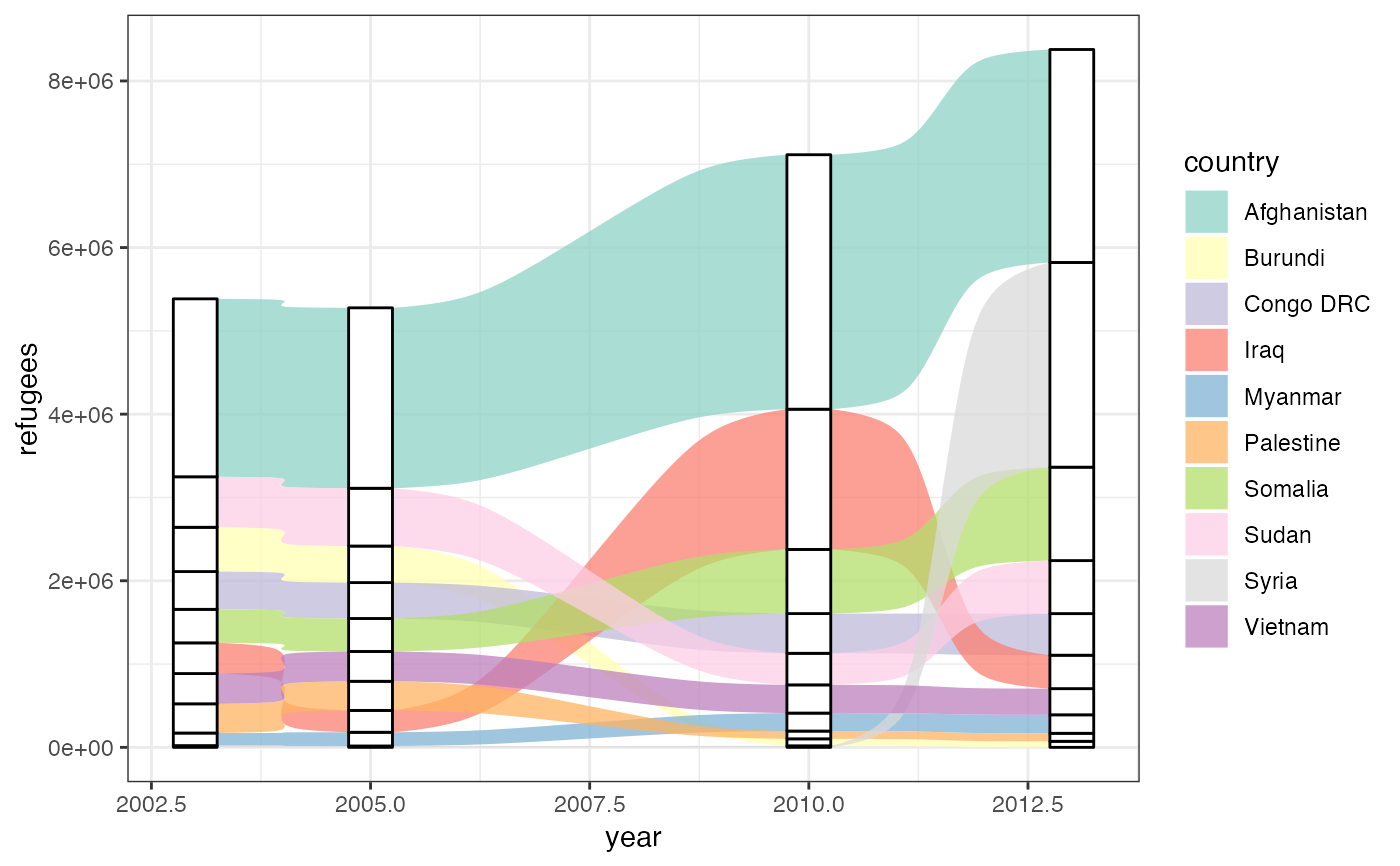 8e+06
6e+06
4e+06
2e+06
0e+00
refugees
2002.5 2005.0 2007.5 2010.0 2012.5
year
country
Afghanistan
Burundi
Congo DRC
Iraq
Myanmar
Palestine
Somalia
Sudan
Syria
Vietnam